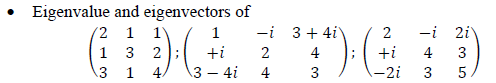 • Eigenvalue and eigenvectors of
(2 1 1; 1 3 2; 3 1 4) ; (1 −i 3 + 4i; +i 2 4; 3 − 4i 4 3) ; (2 −i 2i; +i 4 3; −2i 3 5)